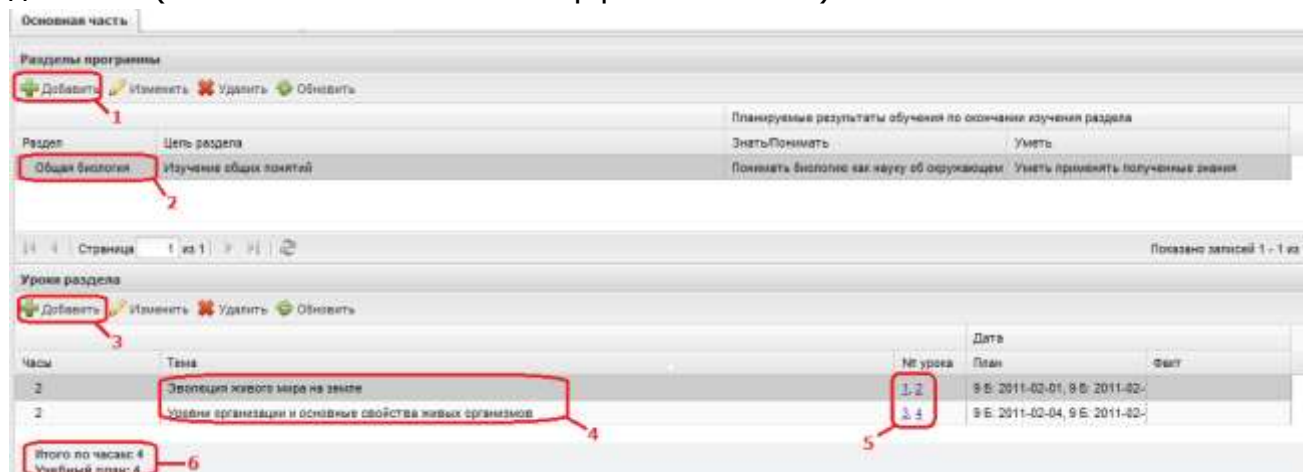 Основная часть
Разделы программы
Добавить Изменить Удалить Обновить
1
Планируемые результаты обучения по окончании изучения раздела
Раздел Цель раздела Знать/Понимать Уметь
Общая биология Изучение общих понятий Понимать биологию как науку об окружающем Уметь применять полученные знания
2
Страница 1 из 1 Показано записей 1 - 1 из
Уроки раздела
Добавить Изменить Удалить Обновить
3
Дата
Часы Тема № урока План Факт
2 Эволюция живого мира на земле 1, 2 9 Б: 2011-02-01, 9 Б: 2011-02-
2 Уровни организации и основные свойства живых организмов 3, 4 9 Б: 2011-02-04, 9 Б: 2011-02-
4
5
Итого по часам: 4
6
Учебный план: 4